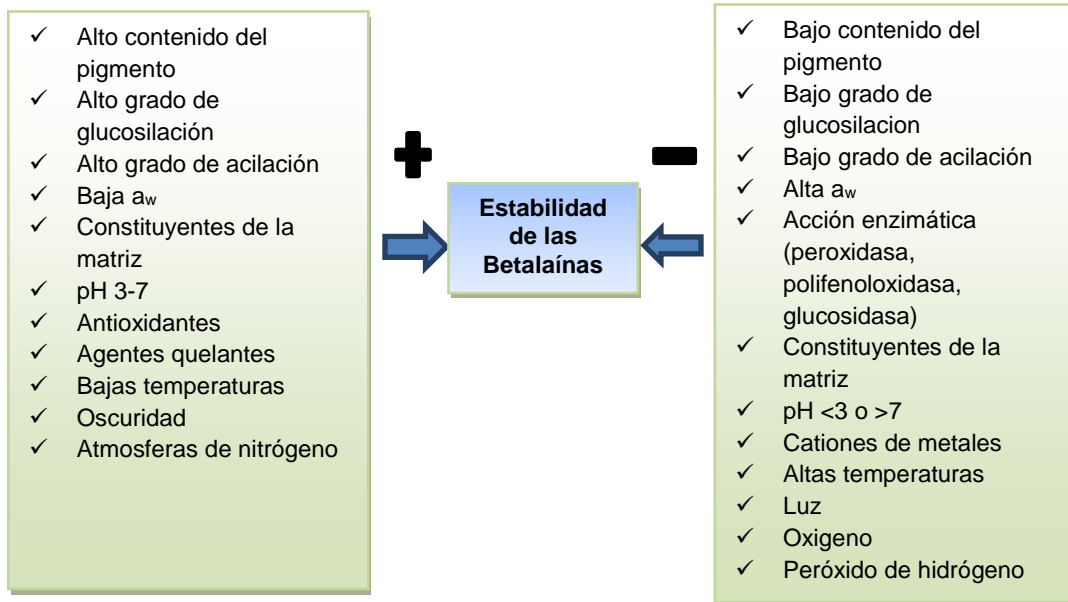 ✓ Alto contenido del
pigmento
✓ Alto grado de
glucosilación
✓ Alto grado de acilación
✓ Baja aw
✓ Constituyentes de la
matriz
✓ pH 3-7
✓ Antioxidantes
✓ Agentes quelantes
✓ Bajas temperaturas
✓ Oscuridad
✓ Atmosferas de nitrógeno
+
Estabilidad
de las
Betalaínas
-
✓ Bajo contenido del
pigmento
✓ Bajo grado de
glucosilacion
✓ Bajo grado de acilación
✓ Alta aw
✓ Acción enzimática
(peroxidasa,
polifenoloxidasa,
glucosidasa)
✓ Constituyentes de la
matriz
✓ pH <3 o >7
✓ Cationes de metales
✓ Altas temperaturas
✓ Luz
✓ Oxigeno
✓ Peróxido de hidrógeno